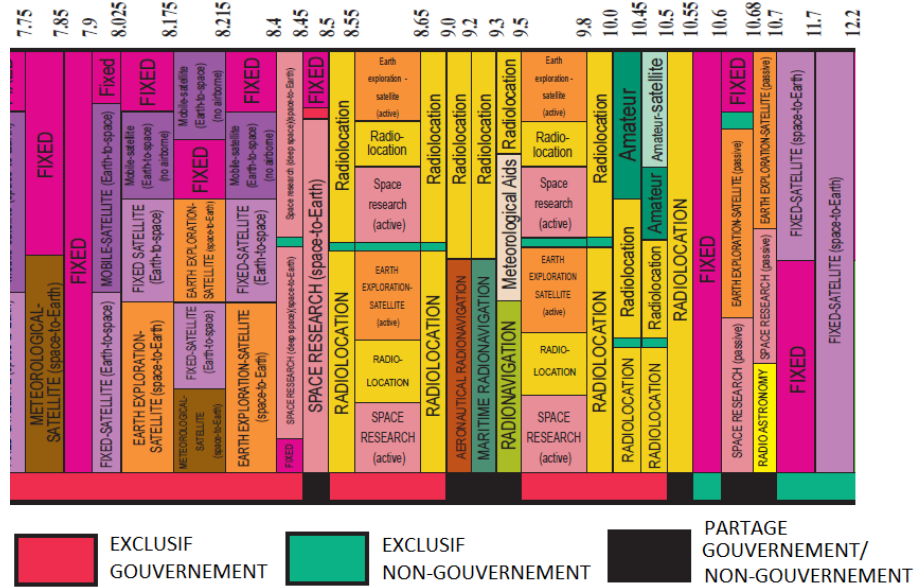 7.75
7.85
7.9
8.025
8.175
8.215
8.4
8.45
8.5
8.55
8.65
9.0
9.2
9.3
9.5
9.8
10.0
10.45
10.5
10.55
10.6
10.68
10.7
11.7
12.2
FIXED
METEOROLOGICAL-
SATELLITE (space-to-Earth)
FIXED
Fixed
MOBILE-SATELLITE (Earth-to-space)
FIXED-SATELLITE (Earth-to-space)
FIXED
Mobile-satellite
(Earth-to-space)
(no airborne)
FIXED SATELLITE
(Earth-to-space)
EARTH EXPLORATION-
SATELLITE (space-to-Earth)
Mobile-satellite
(Earth-to-space)
(no airborne)
FIXED
EARTH EXPLORATION-
SATELLITE (space-to-Earth)
FIXED-SATELLITE
(Earth-to-space)
METEOROLOGICAL-
SATELLITE
(space-to-Earth)
FIXED
Mobile-satellite
(Earth-to-space)
(no airborne)
FIXED-SATELLITE
(Earth-to-space)
EARTH EXPLORATION-SATELLITE
(space-to-Earth)
Space research (deep space)(space-to-Earth)
SPACE RESEARCH (deep space)(space-to-Earth)
FIXED
FIXED
SPACE RESEARCH (space-to-Earth)
Radiolocation
RADIOLOCATION
Earth
exploration -
satellite
(active)
Radio-
location
Space
research
(active)
EARTH
EXPLORATION-
SATELLITE
(active)
RADIO-
LOCATION
SPACE
RESEARCH
(active)
Radiolocation
RADIOLOCATION
Radiolocation
AERONAUTICAL RADIONAVIGATION
Radiolocation
MARITIME RADIONAVIGATION
Radiolocation
Meteorological Aids
RADIONAVIGATION
Earth
exploration -
satellite
(active)
Radio-
location
Space
research
(active)
EARTH
EXPLORATION-
SATELLITE
(active)
RADIO-
LOCATION
SPACE
RESEARCH
(active)
Radiolocation
RADIOLOCATION
Amateur
Radiolocation
RADIOLOCATION
Amateur-satellite
Amateur
Radiolocation
RADIOLOCATION
RADIOLOCATION
FIXED
FIXED
EARTH EXPLORATION-SATELLITE (passive)
SPACE RESEARCH (passive)
EARTH EXPLORATION-SATELLITE (passive)
SPACE RESEARCH (passive)
RADIO ASTRONOMY
FIXED-SATELLITE (space-to-Earth)
FIXED
FIXED-SATELLITE (space-to-Earth)
EXCLUSIF
GOUVERNEMENT
EXCLUSIF
NON-GOUVERNEMENT
PARTAGE
GOUVERNEMENT/
NON-GOUVERNEMENT